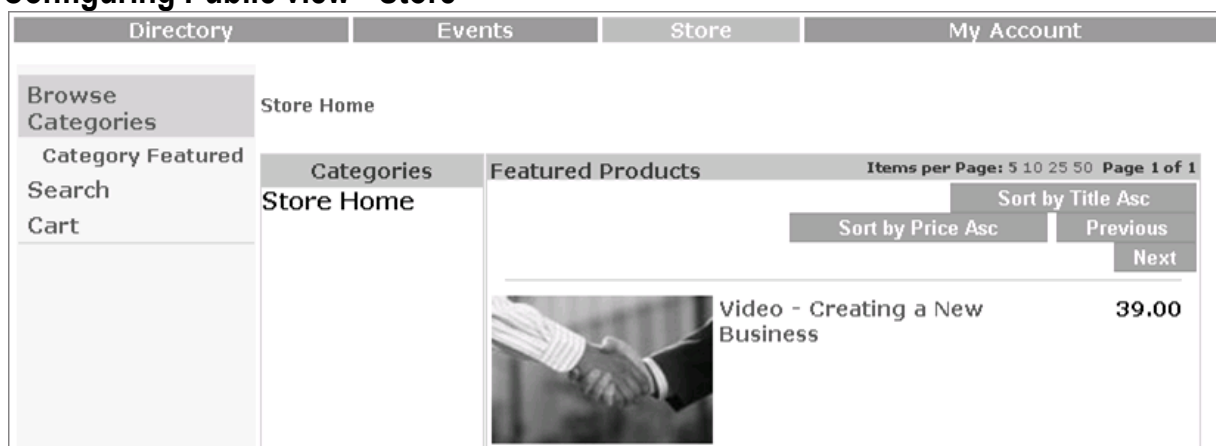 Configuring Public View - Store
Directory Events Store My Account
Browse
Categories
Category Featured
Search
Cart
Store Home
Categories
Store Home
Featured Products Items per Page: 5 10 25 50 Page 1 of 1
Sort by Title Asc
Sort by Price Asc Previous
Next
Video - Creating a New
Business
39.00